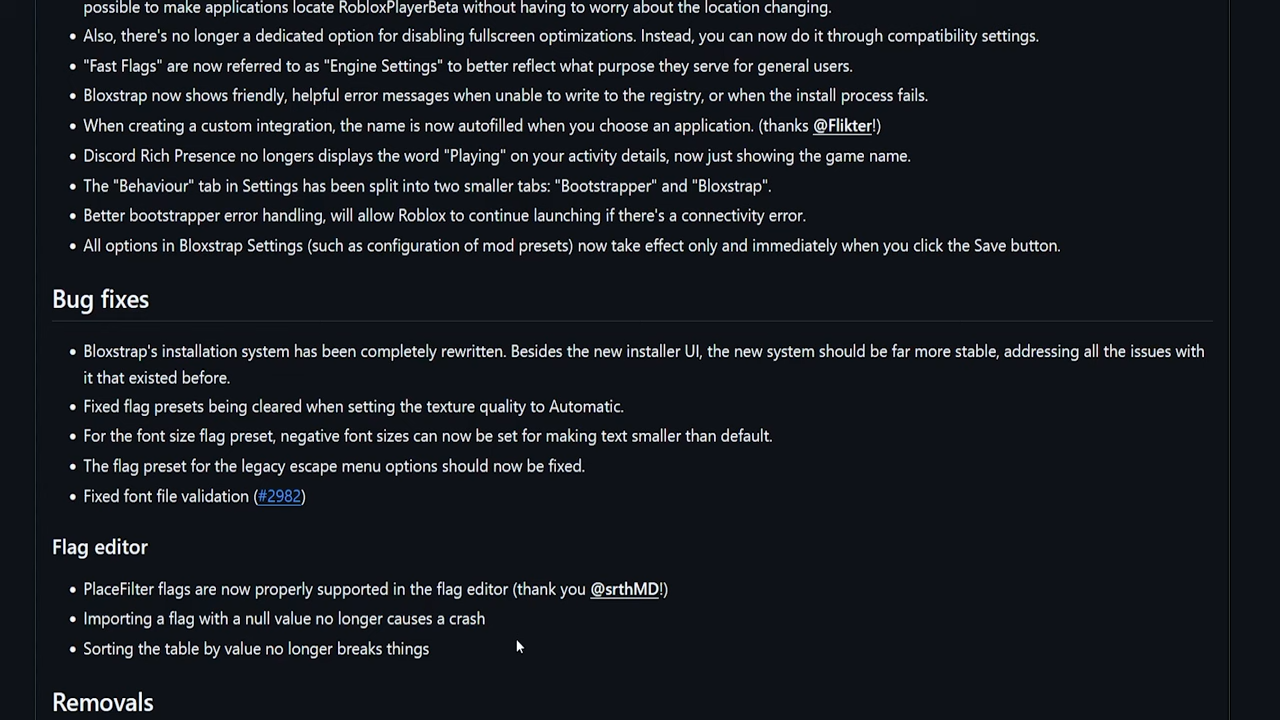 possible to make applications locate RobloxPlayerBeta without having to worry about the location changing.
• Also, there's no longer a dedicated option for disabling fullscreen optimizations. Instead, you can now do it through compatibility settings.
• "Fast Flags" are now referred to as "Engine Settings" to better reflect what purpose they serve for general users.
• Bloxstrap now shows friendly, helpful error messages when unable to write to the registry, or when the install process fails.
• When creating a custom integration, the name is now autofilled when you choose an application. (thanks @Flikter!)
• Discord Rich Presence no longers displays the word "Playing" on your activity details, now just showing the game name.
• The "Behaviour" tab in Settings has been split into two smaller tabs: "Bootstrapper" and "Bloxstrap".
• Better bootstrapper error handling, will allow Roblox to continue launching if there's a connectivity error.
• All options in Bloxstrap Settings (such as configuration of mod presets) now take effect only and immediately when you click the Save button.
Bug fixes
• Bloxstrap's installation system has been completely rewritten. Besides the new installer UI, the new system should be far more stable, addressing all the issues with
it that existed before.
• Fixed flag presets being cleared when setting the texture quality to Automatic.
• For the font size flag preset, negative font sizes can now be set for making text smaller than default.
• The flag preset for the legacy escape menu options should now be fixed.
• Fixed font file validation (#2982)
Flag editor
• PlaceFilter flags are now properly supported in the flag editor (thank you @srthMD!)
• Importing a flag with a null value no longer causes a crash
• Sorting the table by value no longer breaks things
Removals